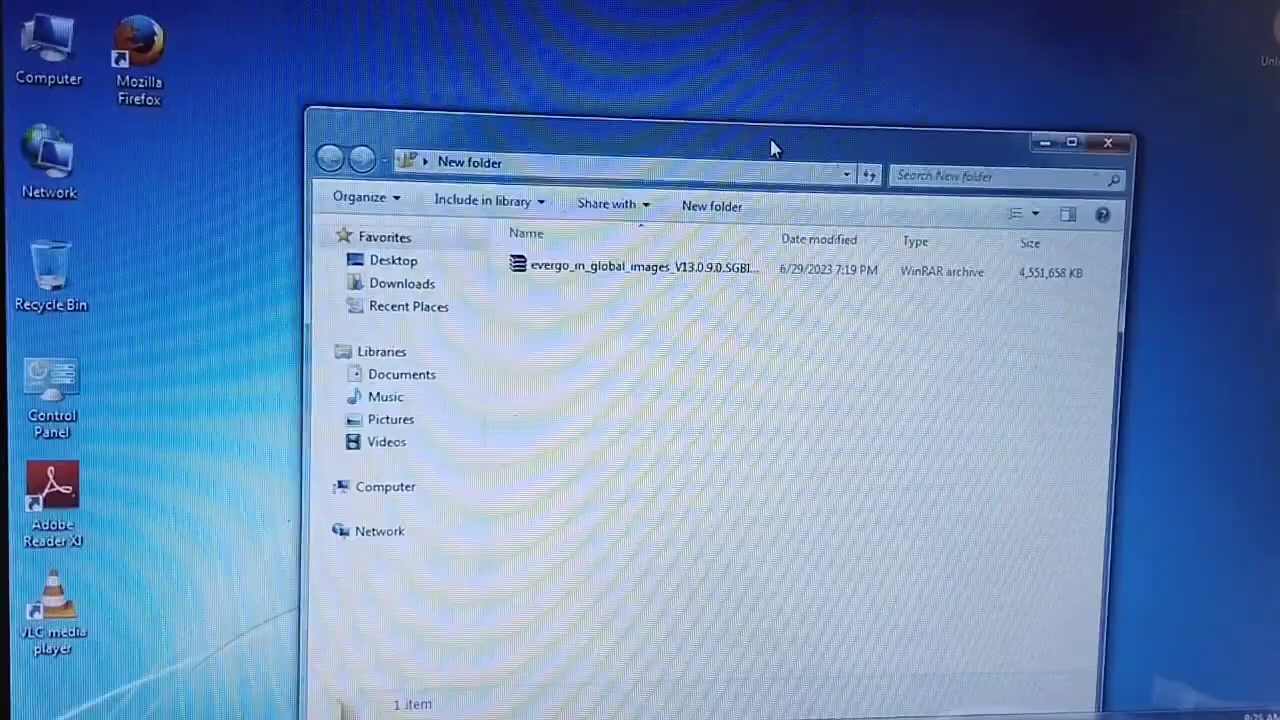 Computer
Mozilla
Firefox
Network
Recycle Bin
Control
Panel
Adobe
Reader XI
VLC media
player
New folder
Search New folder
Organize
Include in library
Share with
New folder
Name
Date modified
Type
Size
evergo_in_global_images_V13.0.9.0.SGBI...
6/29/2023 7:19 PM
WinRAR archive
4,551,658 KB
Favorites
Desktop
Downloads
Recent Places
Libraries
Documents
Music
Pictures
Videos
Computer
Network
1 item